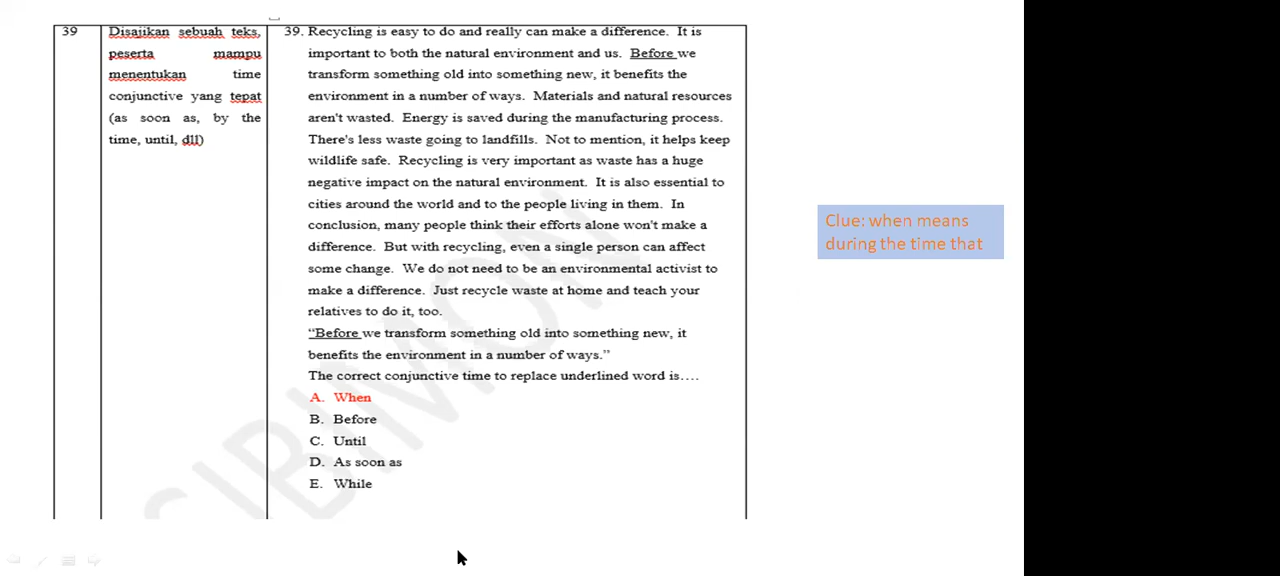 39
Disajikan sebuah teks,
peserta mampu
menentukan time
conjunctive yang tepat
(as soon as, by the
time, until, dll)
39. Recycling is easy to do and really can make a difference. It is
important to both the natural environment and us. Before we
transform something old into something new, it benefits the
environment in a number of ways. Materials and natural resources
aren't wasted. Energy is saved during the manufacturing process.
There's less waste going to landfills. Not to mention, it helps keep
wildlife safe. Recycling is very important as waste has a huge
negative impact on the natural environment. It is also essential to
cities around the world and to the people living in them. In
conclusion, many people think their efforts alone won't make a
difference. But with recycling, even a single person can affect
some change. We do not need to be an environmental activist to
make a difference. Just recycle waste at home and teach your
relatives to do it, too.
“Before we transform something old into something new, it
benefits the environment in a number of ways.”
The correct conjunctive time to replace underlined word is….
A. When
B. Before
C. Until
D. As soon as
E. While
Clue: when means
during the time that
SIBIMON